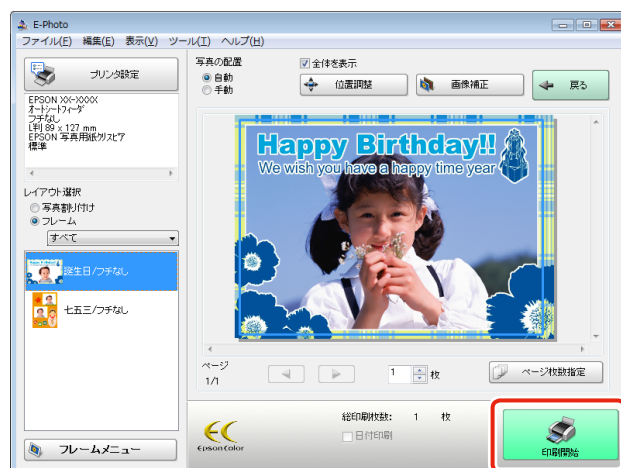 E-Photo
ファイル(F) 編集(E) 表示(V) ツール(T) ヘルプ(H)
プリンタ設定
EPSON XX-XXXX
オートシートフィーダ
フチなし
L判 89 x 127 mm
EPSON 写真用紙クリスピア
標準
レイアウト選択
写真割り付け
フレーム
すべて
誕生日/フチなし
七五三/フチなし
フレームメニュー
写真の配置
自動
手動
全体を表示
位置調整
画像補正
戻る
Happy Birthday!!
We wish you have a happy time year
ページ
1/1
1 枚
ページ枚数指定
EpsonColor
総印刷枚数: 1 枚
日付印刷
印刷開始